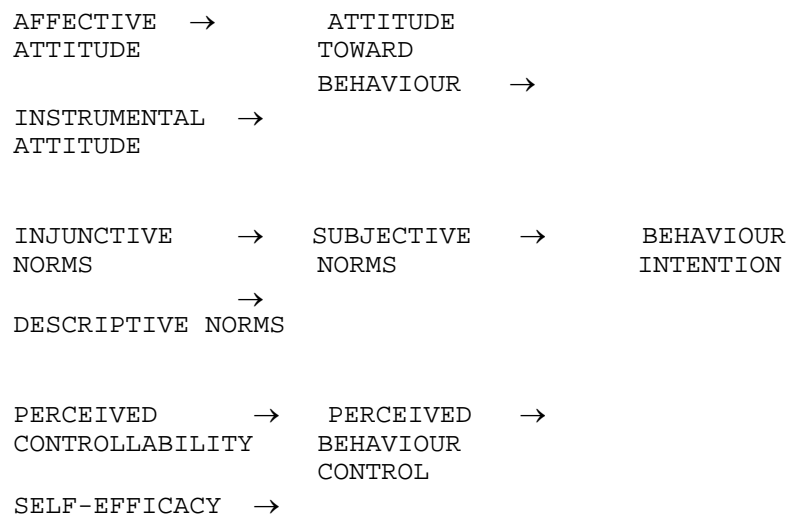 AFFECTIVE → ATTITUDE
ATTITUDE TOWARD
BEHAVIOUR →
INSTRUMENTAL →
ATTITUDE
INJUNCTIVE → SUBJECTIVE → BEHAVIOUR
NORMS NORMS INTENTION
→
DESCRIPTIVE NORMS
PERCEIVED → PERCEIVED →
CONTROLLABILITY BEHAVIOUR
CONTROL
SELF-EFFICACY →